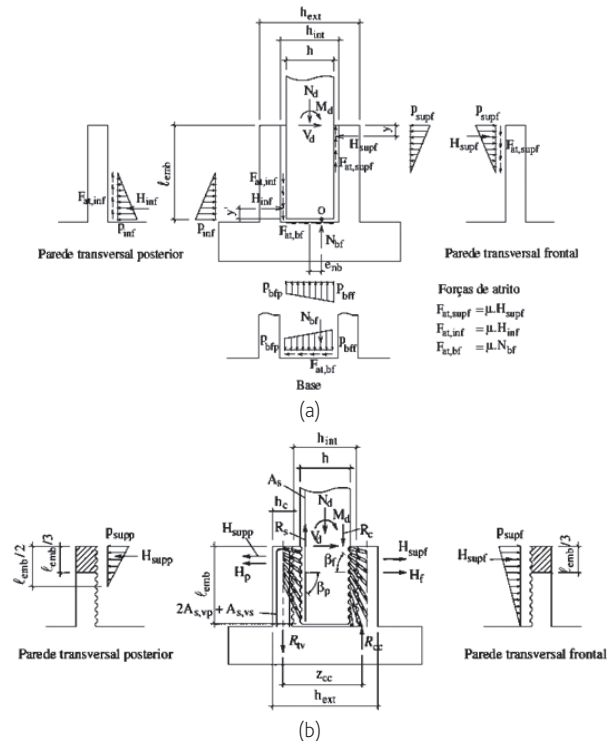 h_ext
h_int
h
N_d
M_d
V_d
y
H_supf
F_at,supf
p_supf
p_supf
H_supf
F_at,supf
ℓ_emb
F_at,inf
H_inf
p_inf
p_inf
F_at,inf
H_inf
y'
O
F_at,bf
N_bf
e_nb
Parede transversal posterior
Parede transversal frontal
p_bfp
p_bff
N_bf
p_bfp
p_bff
F_at,bf
Base
Forças de atrito
F_at,supf = μ.H_supf
F_at,inf = μ.H_inf
F_at,bf = μ.N_bf
(a)
h_int
h
A_s
h_c
N_d
M_d
R_s
V_d
R_c
H_supp
H_p
β_f
β_p
H_supf
H_f
ℓ_emb
2A_s,vp + A_s,vs
R_tv
R_cc
z_cc
h_ext
ℓ_emb/2
ℓ_emb/3
p_supp
H_supp
Parede transversal posterior
p_supf
H_supf
ℓ_emb/3
Parede transversal frontal
(b)